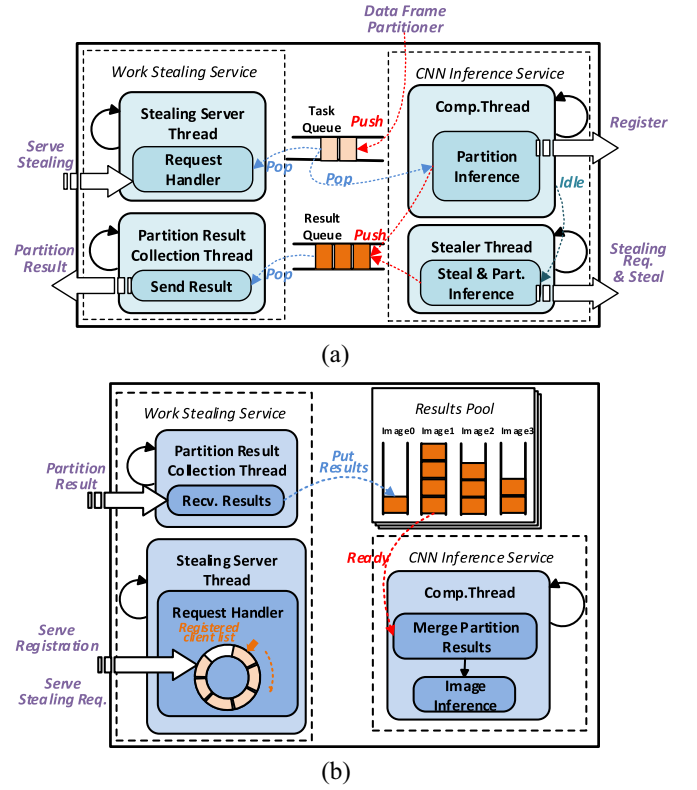 Data Frame
Partitioner
Work Stealing Service
CNN Inference Service
Stealing Server
Thread
Request
Handler
Serve
Stealing
Task
Queue
Push
Pop
Pop
Comp.Thread
Partition
Inference
Register
Idle
Partition Result
Collection Thread
Send Result
Partition
Result
Result
Queue
Push
Pop
Stealer Thread
Steal & Part.
Inference
Stealing
Req.
& Steal
(a)
Work Stealing Service
Partition Result
Collection Thread
Recv. Results
Partition
Result
Put
Results
Results Pool
Image0 Image1 Image2 Image3
Ready
CNN Inference Service
Stealing Server
Thread
Request Handler
Registered
client list
Serve
Registration
Serve
Stealing Req.
Comp.Thread
Merge Partition
Results
Image
Inference
(b)